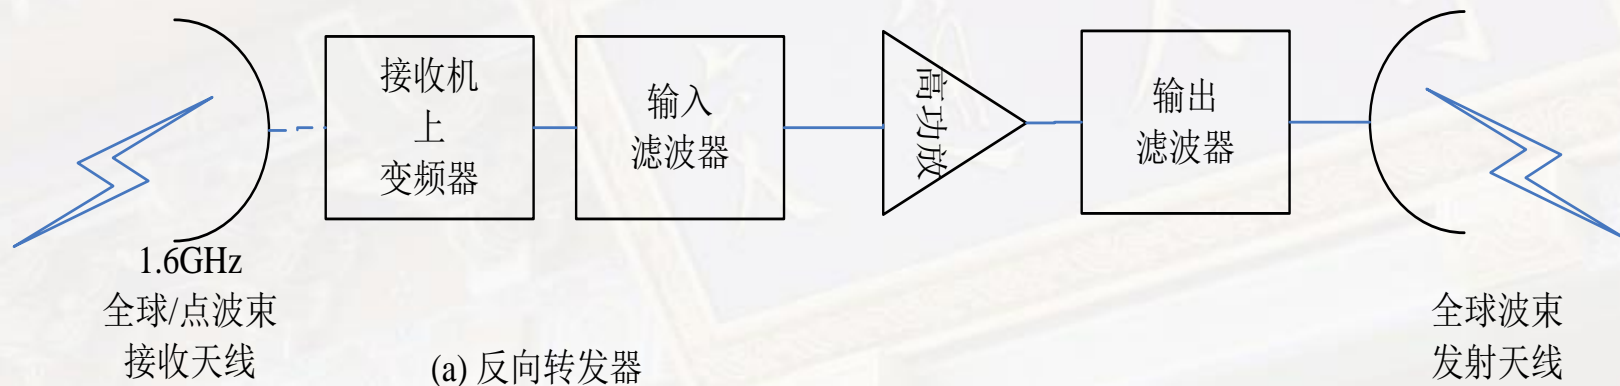 接收机
上
变频器
输入
滤波器
高功放
输出
滤波器
1.6GHz
全球/点波束
接收天线
全球波束
发射天线
(a) 反向转发器